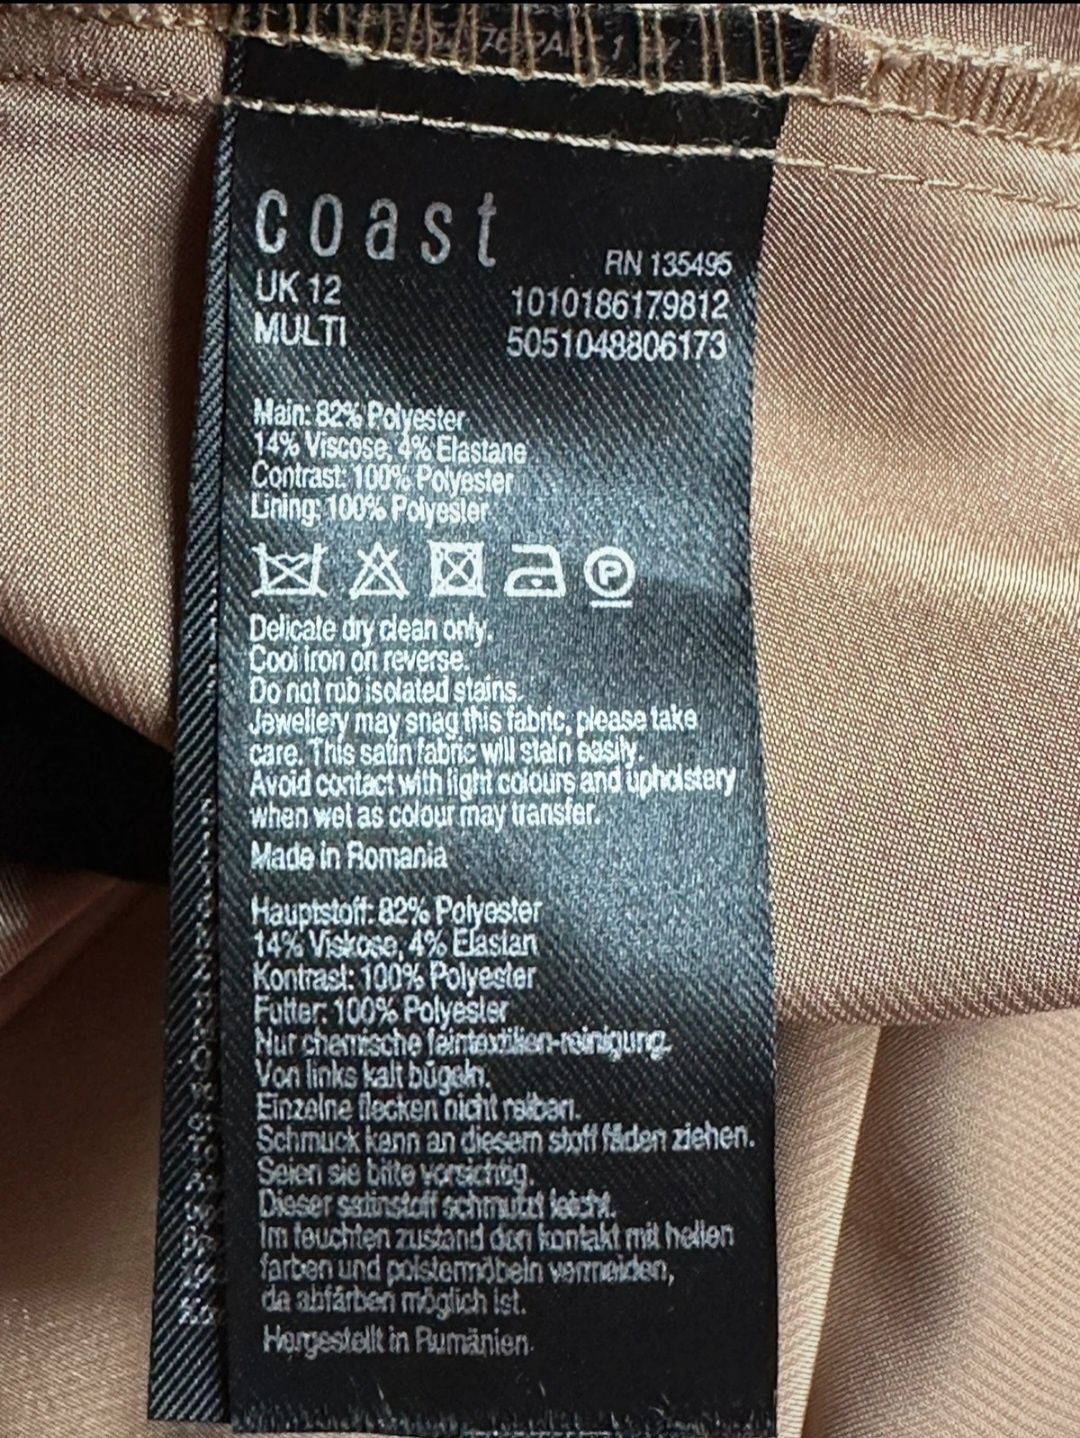 coast
RN 135495
UK 12
1010186179812
MULTI
5051048806173
Main: 82% Polyester
14% Viscose, 4% Elastane
Contrast: 100% Polyester
Lining: 100% Polyester
P
Delicate dry clean only.
Cool iron on reverse.
Do not rub isolated stains.
Jewellery may snag this fabric, please take
care. This satin fabric will stain easily.
Avoid contact with light colours and upholstery
when wet as colour may transfer.
Made in Romania
Hauptstoff: 82% Polyester
14% Viskose, 4% Elastan
Kontrast: 100% Polyester
Futter: 100% Polyester
Nur chemische feintextilien-reinigung.
Von links kalt bügeln.
Einzelne flecken nicht reiben.
Schmuck kann an diesem stoff fäden ziehen.
Seien sie bitte vorsichtig.
Dieser satinstoff schmutzt leicht.
Im feuchten zustand den kontakt mit hellen
farben und polstermöbeln vermeiden,
da abfärben möglich ist.
Hergestellt in Rumänien